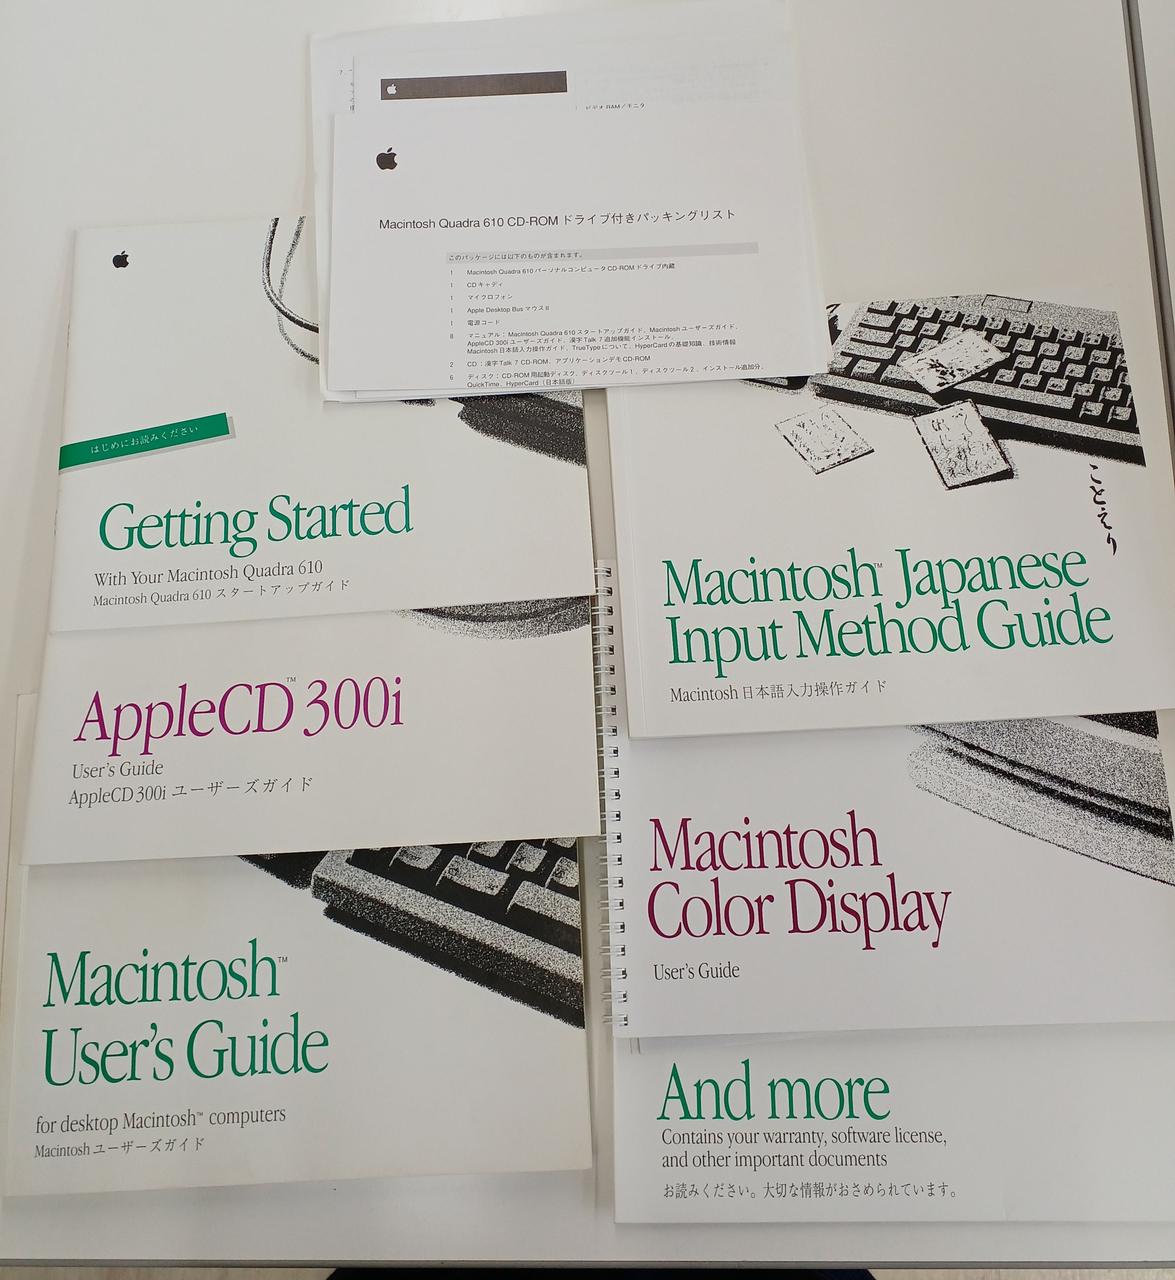 ビデオ RAM／モニタ
Macintosh Quadra 610 CD-ROM ドライブ付きパッキングリスト
このパッケージには以下のものが含まれます。
1 Macintosh Quadra 610 パーソナルコンピュータ CD-ROM ドライブ内蔵
1 CD キャディ
1 マイクロフォン
1 Apple Desktop Bus マウス II
1 電源コード
8 マニュアル： Macintosh Quadra 610 スタートアップガイド、Macintosh ユーザーズガイド、
AppleCD 300i ユーザーズガイド、漢字 Talk 7 追加機能インストール、
Macintosh 日本語入力操作ガイド、TrueType について、HyperCard の基礎知識、技術情報
2 CD：漢字 Talk 7 CD-ROM、アプリケーションデモ CD-ROM
6 ディスク： CD-ROM 用起動ディスク、ディスクツール 1 、ディスクツール 2 、インストール追加分、
QuickTime、HyperCard（日本語版）
はじめにお読みください
Getting Started
With Your Macintosh Quadra 610
Macintosh Quadra 610 スタートアップガイド
AppleCD™ 300i
User's Guide
AppleCD 300i ユーザーズガイド
Macintosh™
User's Guide
for desktop Macintosh™ computers
Macintosh ユーザーズガイド
ことえり
Macintosh™ Japanese
Input Method Guide
Macintosh 日本語入力操作ガイド
Macintosh
Color Display
User's Guide
And more
Contains your warranty, software license,
and other important documents
お読みください。大切な情報がおさめられています。